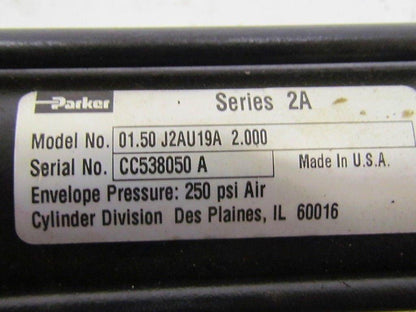 Parker Series 2A
Model No. 01.50 J2AU19A 2.000
Serial No. CC538050 A Made In U.S.A.
Envelope Pressure: 250 psi Air
Cylinder Division Des Plaines, IL 60016